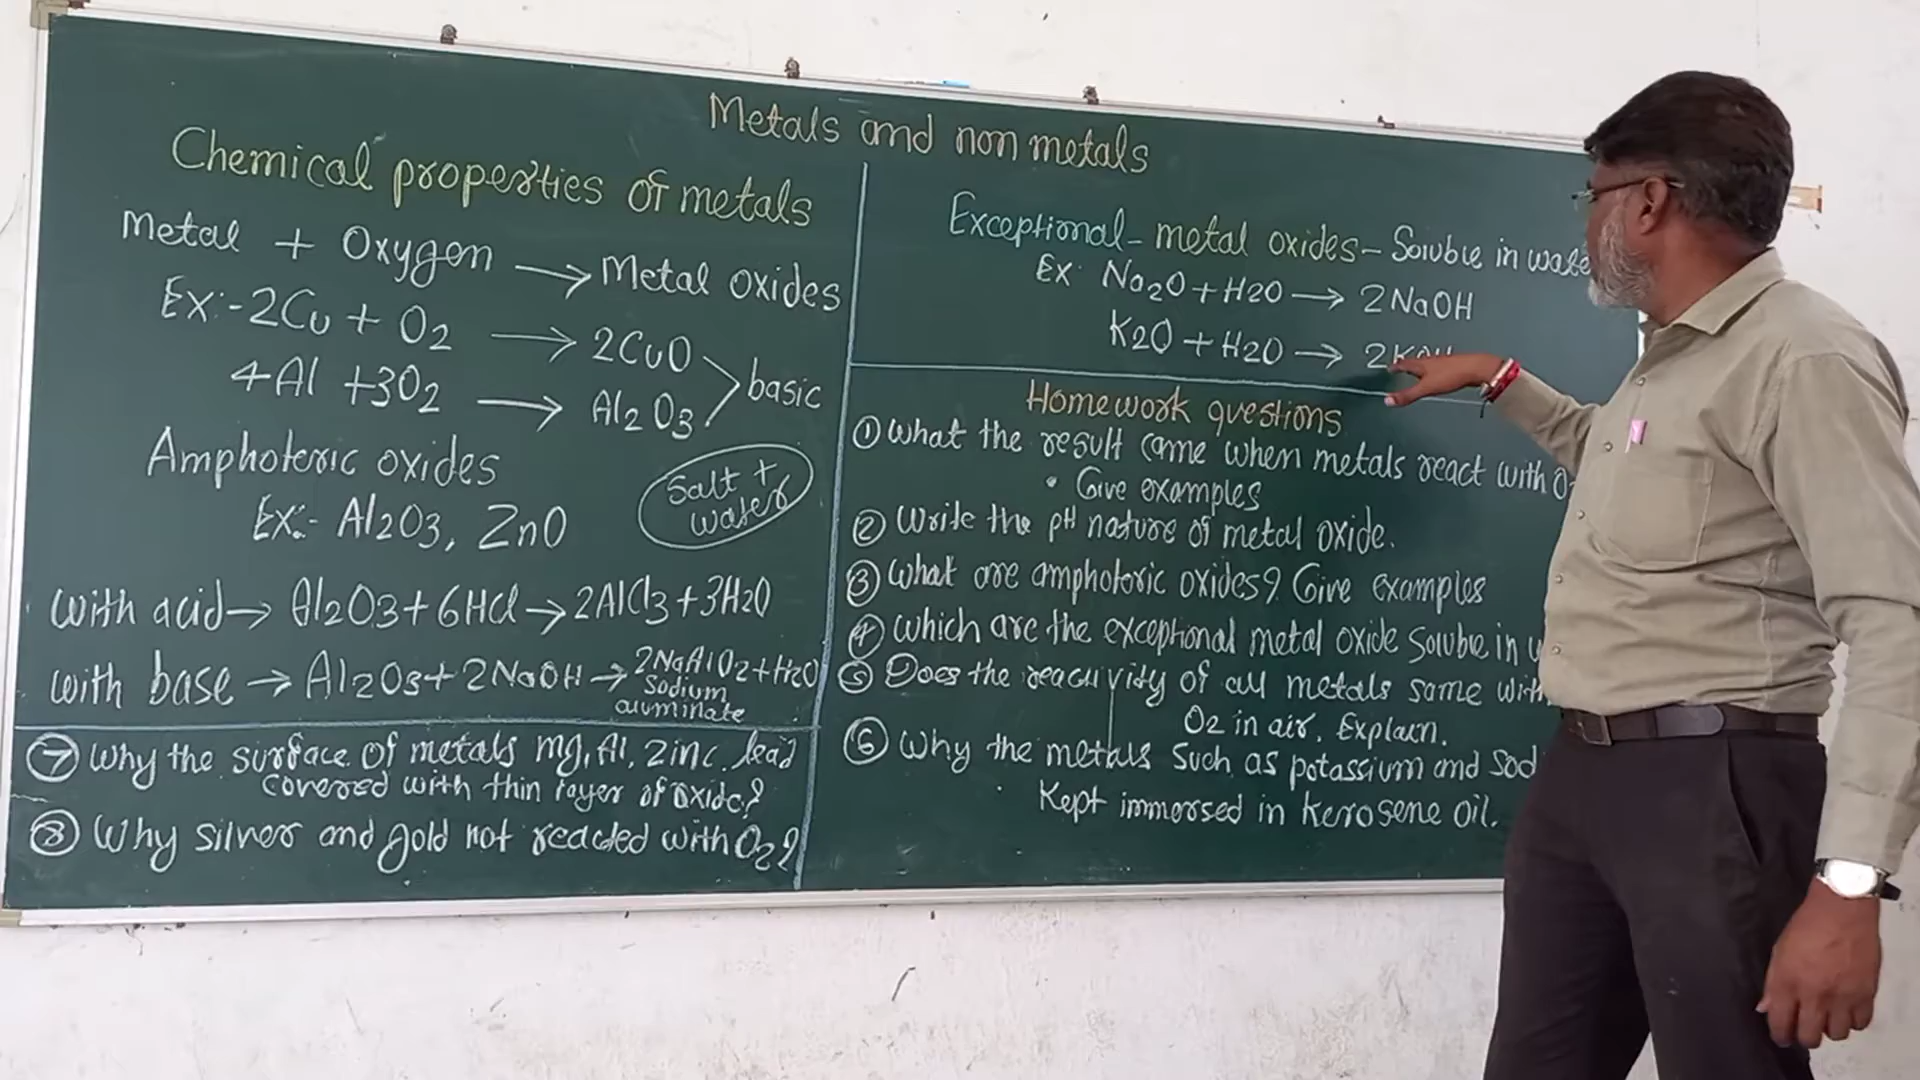 Metals and non metals
Chemical properties of metals
Metal + Oxygen → Metal oxides
Ex:- 2Cu + O2 → 2CuO
4Al + 3O2 → Al2O3
basic
Amphoteric oxides
Ex:- Al2O3, ZnO
Salt +
water
with acid → Al2O3 + 6HCl → 2AlCl3 + 3H2O
with base → Al2O3 + 2NaOH → 2NaAlO2 + H2O
Sodium
aluminate
⑦ Why the surface of metals mg, Al, Zinc, lead
covered with thin layer of oxide?
⑧ Why silver and gold not reacted with O2?
Exceptional - metal oxides - Soluble in wate
Ex: Na2O + H2O → 2NaOH
K2O + H2O → 2KOH
Homework questions
① What the result came when metals react with O
• Give examples
② Write the pH nature of metal oxide.
③ What are amphoteric oxides? Give examples
④ which are the exceptional metal oxide Soluble in
⑤ Does the reactivity of all metals same with
O2 in air. Explain.
⑥ Why the metals Such as potassium and Sod
Kept immersed in Kerosene oil.